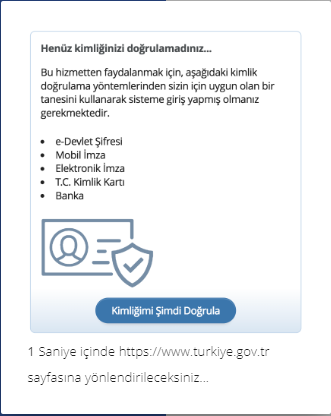 Henüz kimliğinizi doğrulamadınız...
Bu hizmetten faydalanmak için, aşağıdaki kimlik
doğrulama yöntemlerinden sizin için uygun olan bir
tanesini kullanarak sisteme giriş yapmış olmanız
gerekmektedir.
• e-Devlet Şifresi
• Mobil İmza
• Elektronik İmza
• T.C. Kimlik Kartı
• Banka
Kimliğimi Şimdi Doğrula
1 Saniye içinde https://www.turkiye.gov.tr
sayfasına yönlendirileceksiniz...